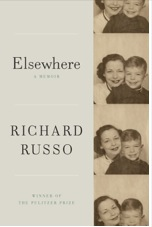 Elsewhere
A MEMOIR
RICHARD
RUSSO
WINNER OF
THE PULITZER PRIZE